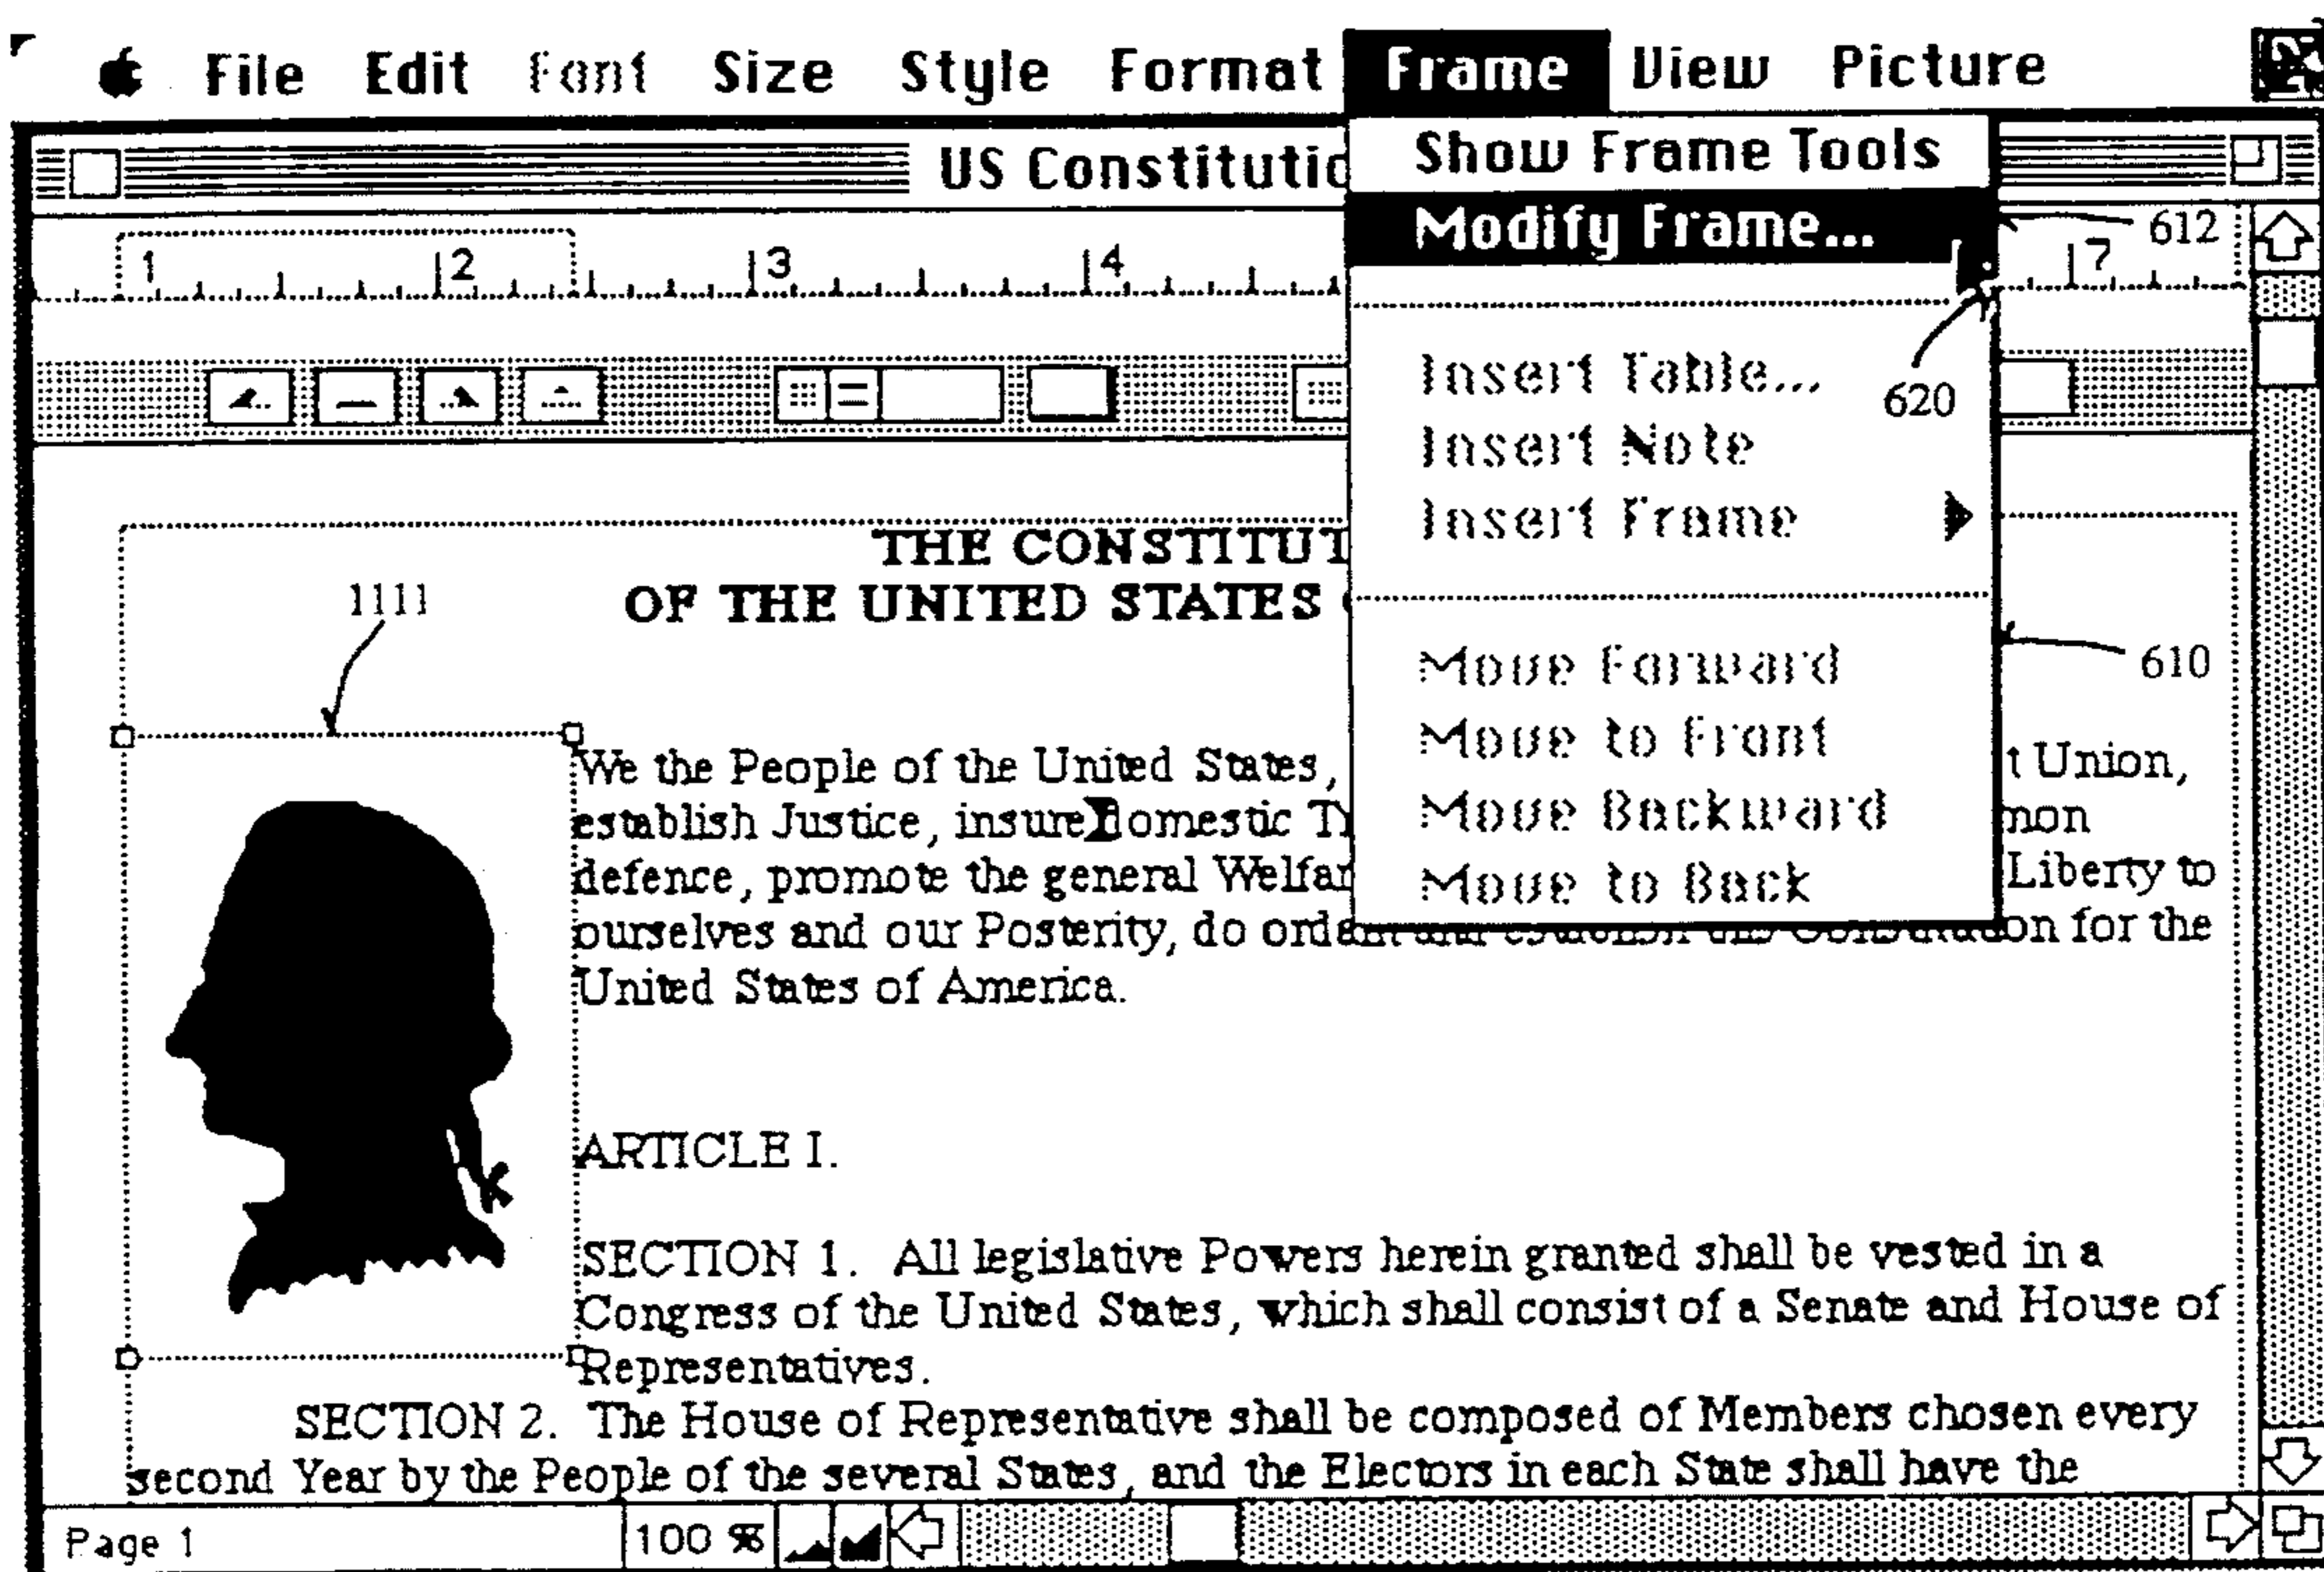 File Edit Font Size Style Format Frame View Picture
US Constitutio
Show Frame Tools
Modify Frame...
612
1 2 3 4 7
Insert Table...
620
Insert Note
Insert Frame
THE CONSTITUT
OF THE UNITED STATES
1111
Move Forward
610
Move to Front
Move Backward
Move to Back
We the People of the United States, t Union,
establish Justice, insure Domestic Tr mon
defence, promote the general Welfar Liberty to
ourselves and our Posterity, do ordain and establish this Constitution for the
United States of America.
ARTICLE I.
SECTION 1. All legislative Powers herein granted shall be vested in a
Congress of the United States, which shall consist of a Senate and House of
Representatives.
SECTION 2. The House of Representative shall be composed of Members chosen every
second Year by the People of the several States, and the Electors in each State shall have the
Page 1 100 %